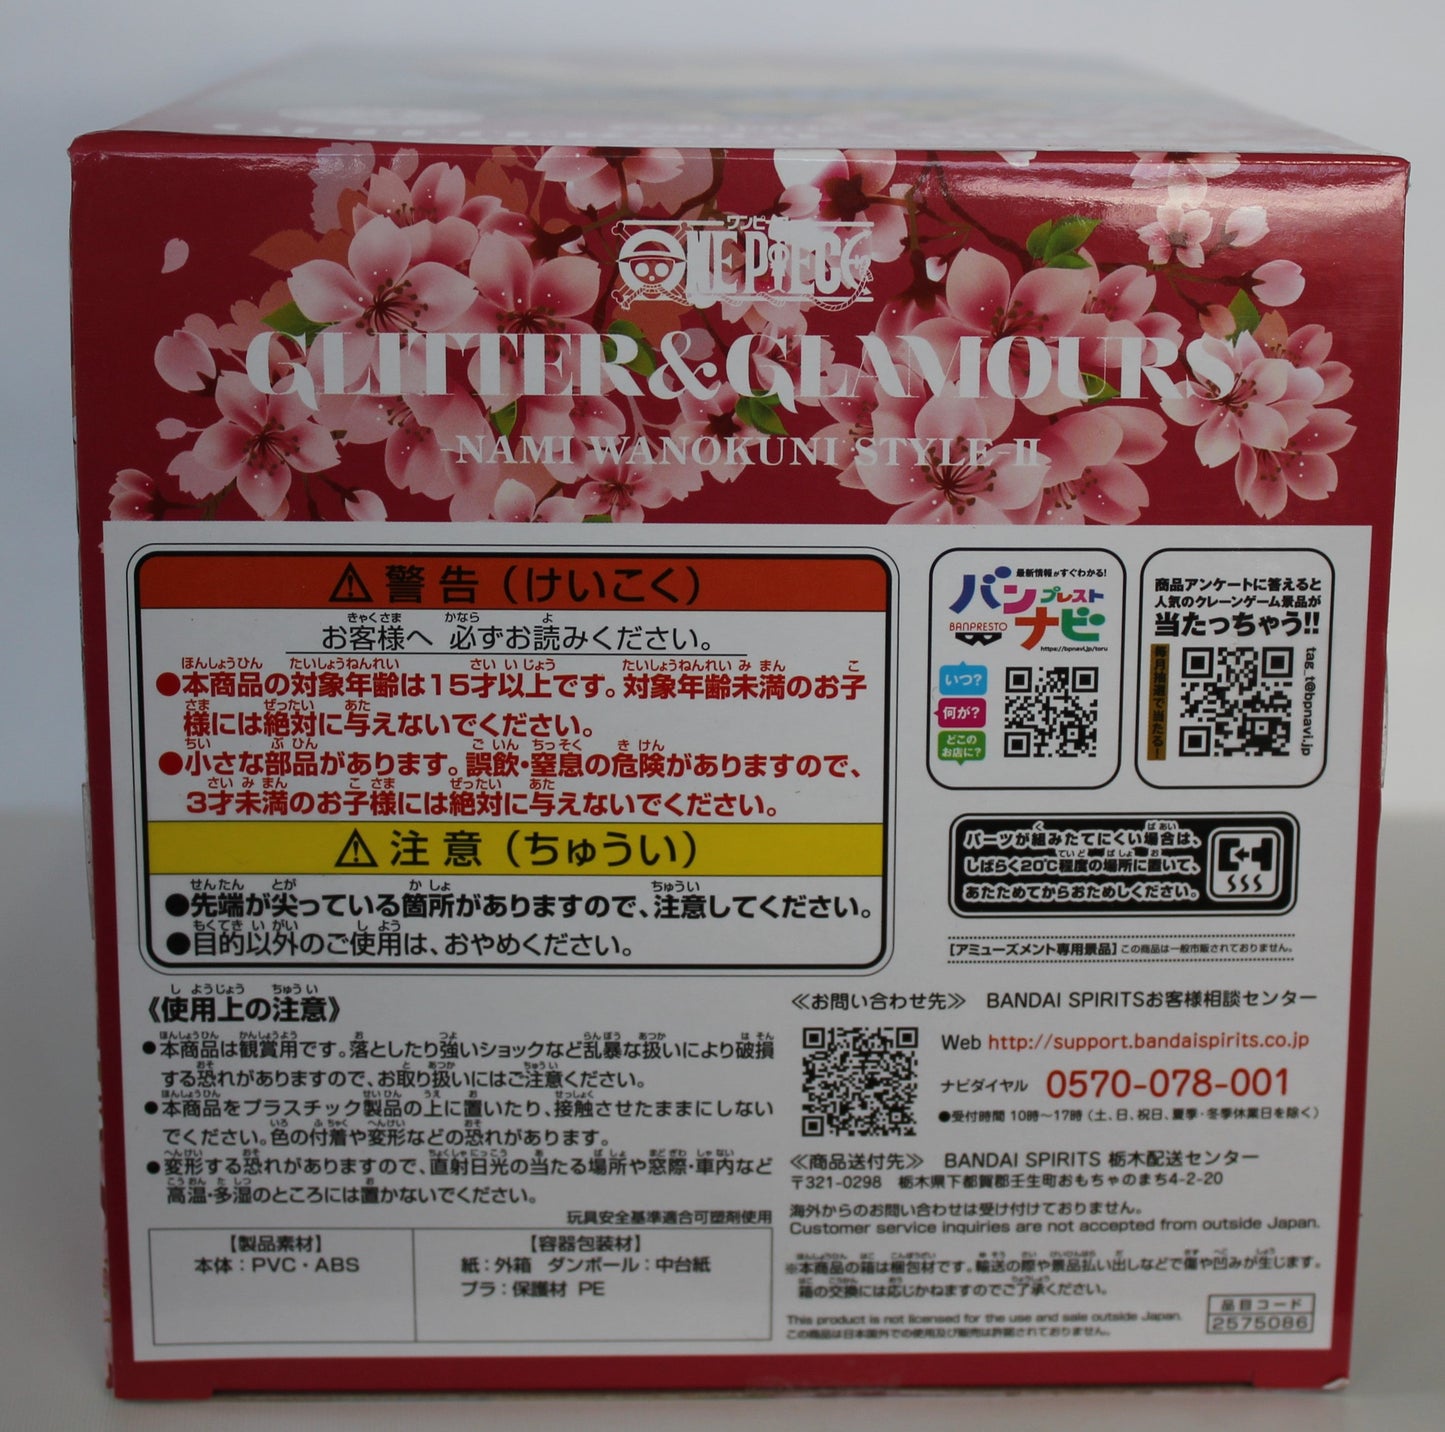 ワンピース
ONE PIECE
GLITTER&GLAMOURS
-NAMI WANOKUNI STYLE-II
⚠警告(けいこく)
お客様へ 必ずお読みください。
●本商品の対象年齢は15才以上です。対象年齢未満のお子
様には絶対に与えないでください。
●小さな部品があります。誤飲・窒息の危険がありますので、
3才未満のお子様には絶対に与えないでください。
⚠注意(ちゅうい)
●先端が尖っている箇所がありますので、注意してください。
●目的以外のご使用は、おやめください。
最新情報がすぐわかる!
バンプレストナビ
BANPRESTO
https://bpnavi.jp/toru
いつ?
何が?
どこの
お店に?
商品アンケートに答えると
人気のクレーンゲーム景品が
当たっちゃう!!
毎月抽選で当たる!
tag_t@bpnavi.jp
パーツが組みたてにくい場合は、
しばらく20℃程度の場所に置いて、
あたためてからおためしください。
【アミューズメント専用景品】この商品は一般市販されておりません。
《使用上の注意》
●本商品は観賞用です。落としたり強いショックなど乱暴な扱いにより破損
する恐れがありますので、お取り扱いにはご注意ください。
●本商品をプラスチック製品の上に置いたり、接触させたままにしない
でください。色の付着や変形などの恐れがあります。
●変形する恐れがありますので、直射日光の当たる場所や窓際・車内など
高温・多湿のところには置かないでください。
玩具安全基準適合可塑剤使用
【製品素材】
本体:PVC・ABS
【容器包装材】
紙:外箱 ダンボール:中台紙
プラ:保護材 PE
≪お問い合わせ先≫ BANDAI SPIRITSお客様相談センター
Web http://support.bandaispirits.co.jp
ナビダイヤル 0570-078-001
●受付時間 10時～17時(土、日、祝日、夏季・冬季休業日を除く)
≪商品送付先≫ BANDAI SPIRITS 栃木配送センター
〒321-0298 栃木県下都賀郡壬生町おもちゃのまち4-2-20
海外からのお問い合わせは受け付けておりません。
Customer service inquiries are not accepted from outside Japan.
※本商品の箱は梱包材です。輸送の際や景品払い出しなどで傷や凹みが生じます。
箱の交換には応じかねますのでご了承ください。
This product is not licensed for the use and sale outside Japan.
この商品は日本国外での使用及び販売は許諾されておりません。
品目コード
2575086